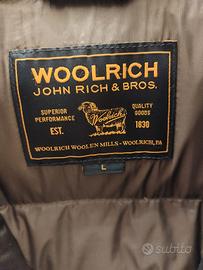 WOOLRICH
JOHN RICH & BROS.
SUPERIOR PERFORMANCE
QUALITY GOODS
Woolrich
EST.
1830
WOOLRICH WOOLEN MILLS - WOOLRICH, PA
L
subito